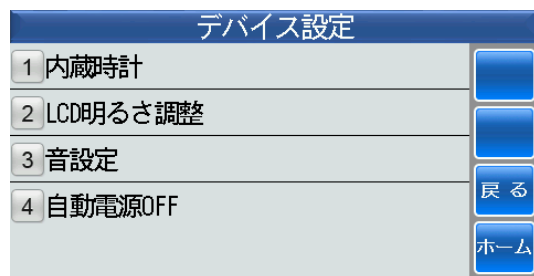 デバイス設定
1 内蔵時計
2 LCD明るさ調整
3 音設定
4 自動電源OFF
戻る
ホーム